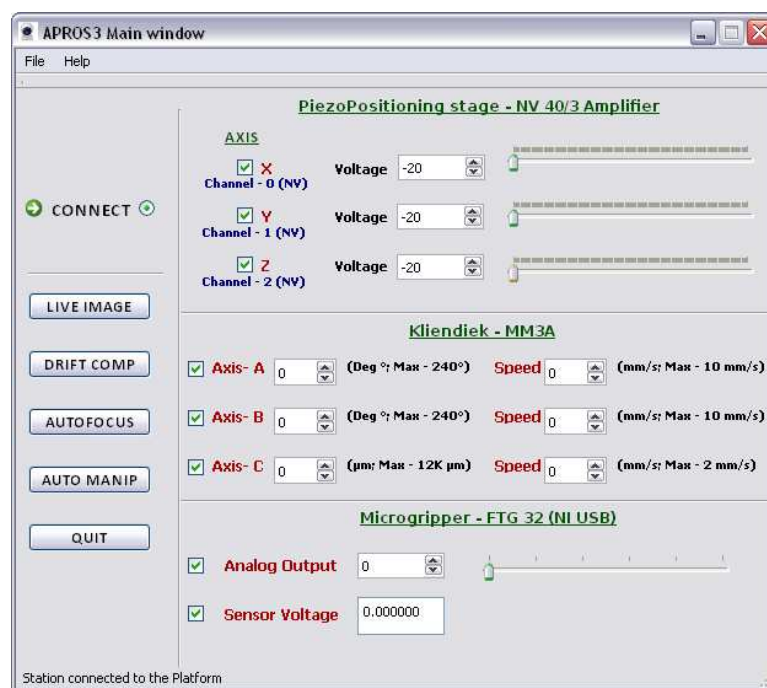 APROS3 Main window
File Help
PiezoPositioning stage - NV 40/3 Amplifier
AXIS
X Voltage -20
Channel - 0 (NV)
CONNECT
Y Voltage -20
Channel - 1 (NV)
Z Voltage -20
Channel - 2 (NV)
LIVE IMAGE
Kliendiek - MM3A
DRIFT COMP
Axis- A 0 (Deg °; Max - 240°) Speed 0 (mm/s; Max - 10 mm/s)
AUTOFOCUS
Axis- B 0 (Deg °; Max - 240°) Speed 0 (mm/s; Max - 10 mm/s)
AUTO MANIP
Axis- C 0 (µm; Max - 12K µm) Speed 0 (mm/s; Max - 2 mm/s)
Microgripper - FTG 32 (NI USB)
QUIT
Analog Output 0
Sensor Voltage 0.000000
Station connected to the Platform